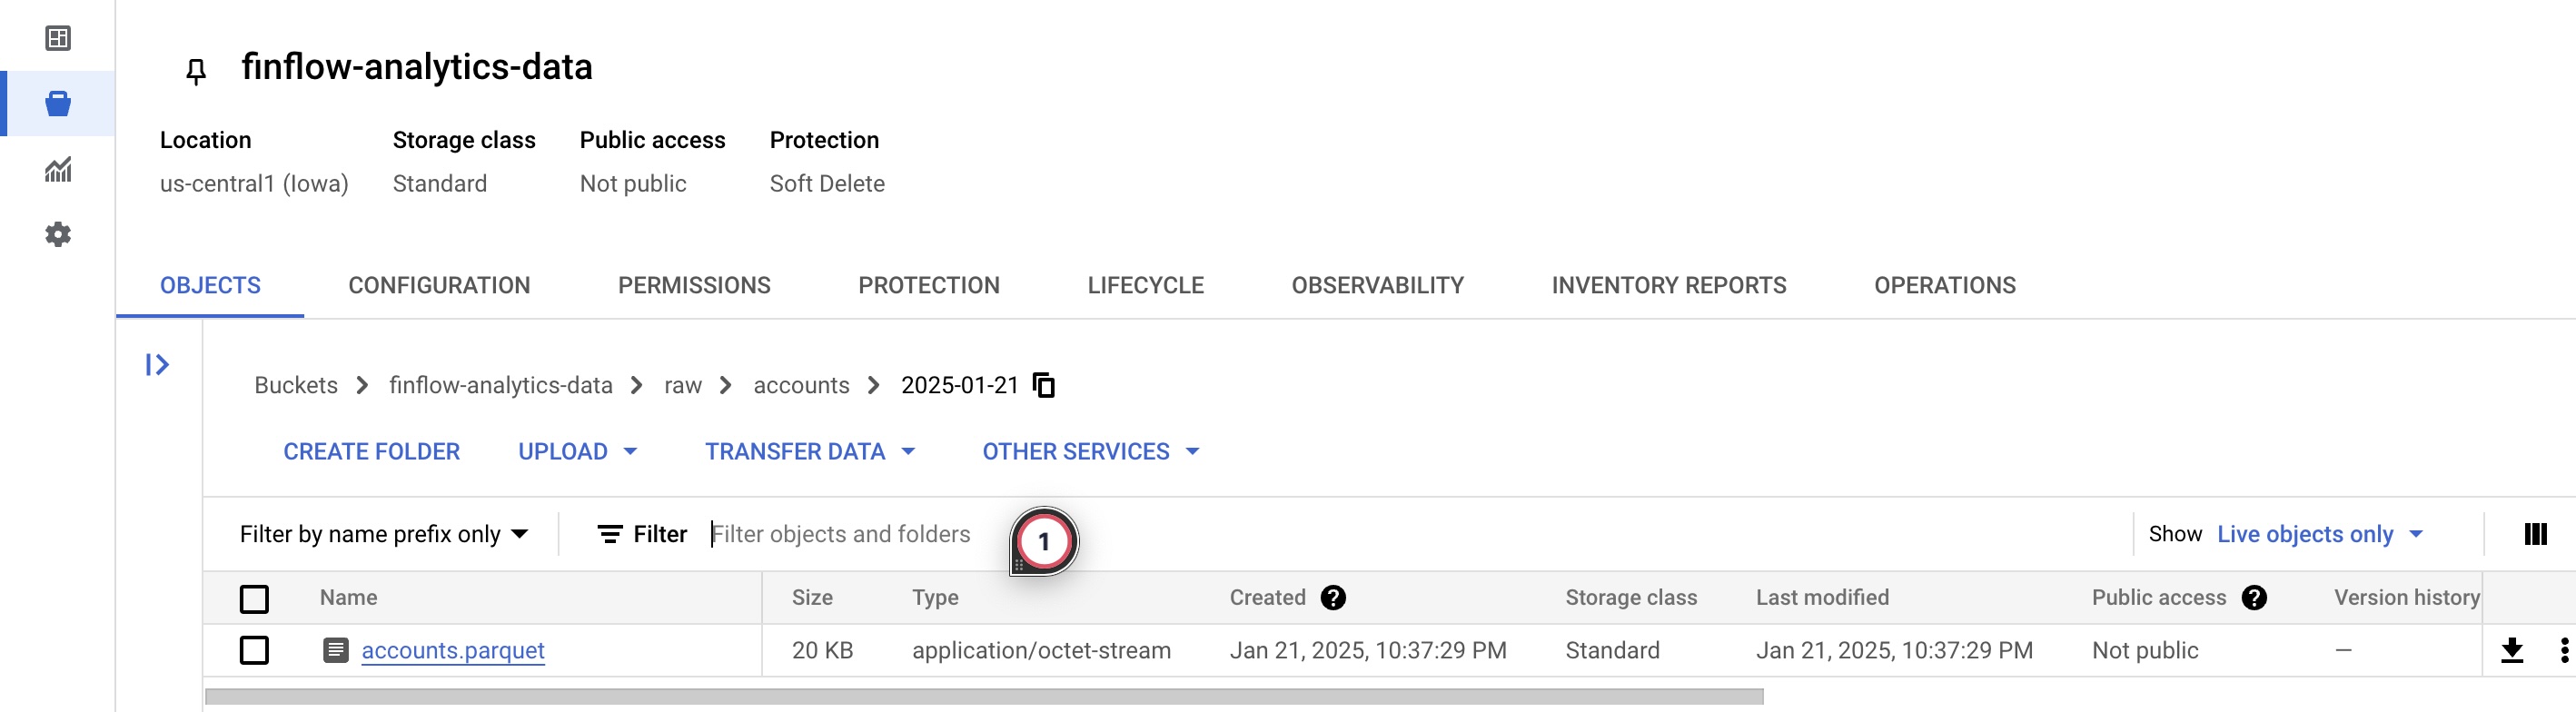 finflow-analytics-data
Location Storage class Public access Protection
us-central1 (Iowa) Standard Not public Soft Delete
OBJECTS CONFIGURATION PERMISSIONS PROTECTION LIFECYCLE OBSERVABILITY INVENTORY REPORTS OPERATIONS
Buckets > finflow-analytics-data > raw > accounts > 2025-01-21
CREATE FOLDER UPLOAD TRANSFER DATA OTHER SERVICES
Filter by name prefix only Filter Filter objects and folders 1 Show Live objects only
Name Size Type Created ? Storage class Last modified Public access ? Version history
accounts.parquet 20 KB application/octet-stream Jan 21, 2025, 10:37:29 PM Standard Jan 21, 2025, 10:37:29 PM Not public —